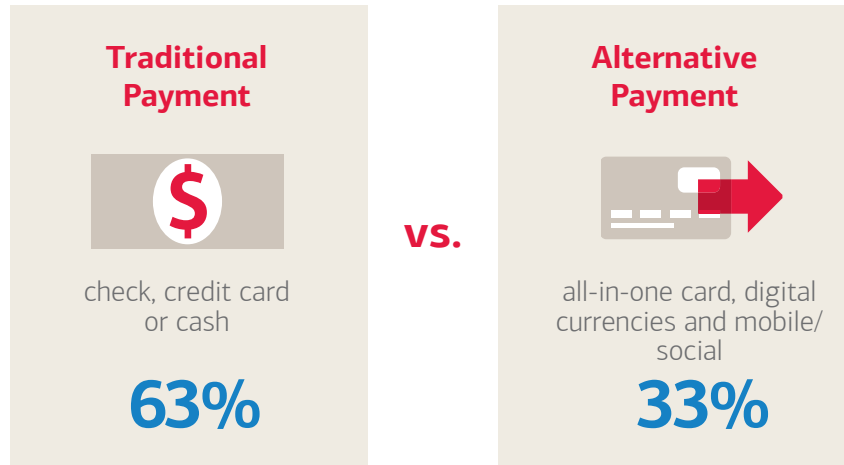 Traditional
Payment
$
check, credit card
or cash
63%
vs.
Alternative
Payment
all-in-one card, digital
currencies and mobile/
social
33%